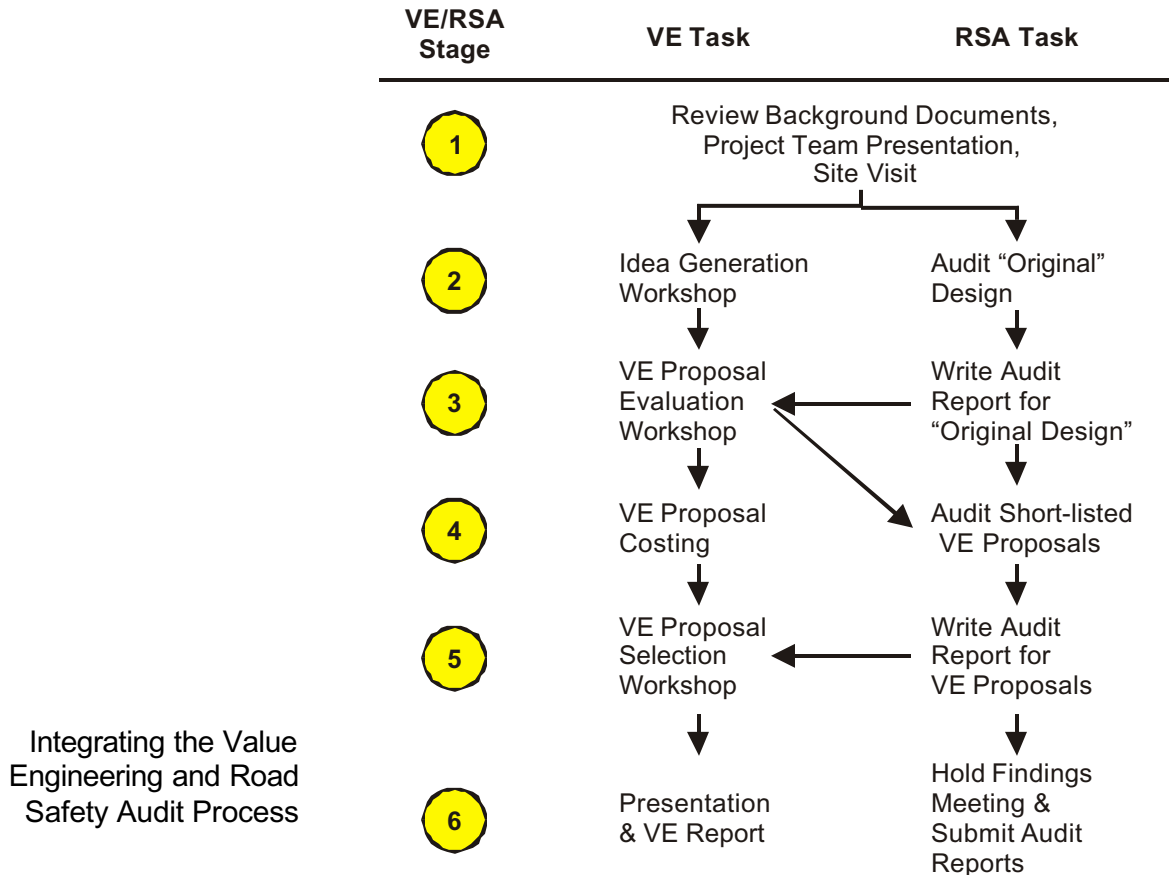 VE/RSA
Stage
VE Task
RSA Task
1
Review Background Documents,
Project Team Presentation,
Site Visit
2
Idea Generation
Workshop
Audit “Original”
Design
3
VE Proposal
Evaluation
Workshop
Write Audit
Report for
“Original Design”
4
VE Proposal
Costing
Audit Short-listed
VE Proposals
5
VE Proposal
Selection
Workshop
Write Audit
Report for
VE Proposals
Integrating the Value
Engineering and Road
Safety Audit Process
6
Presentation
& VE Report
Hold Findings
Meeting &
Submit Audit
Reports